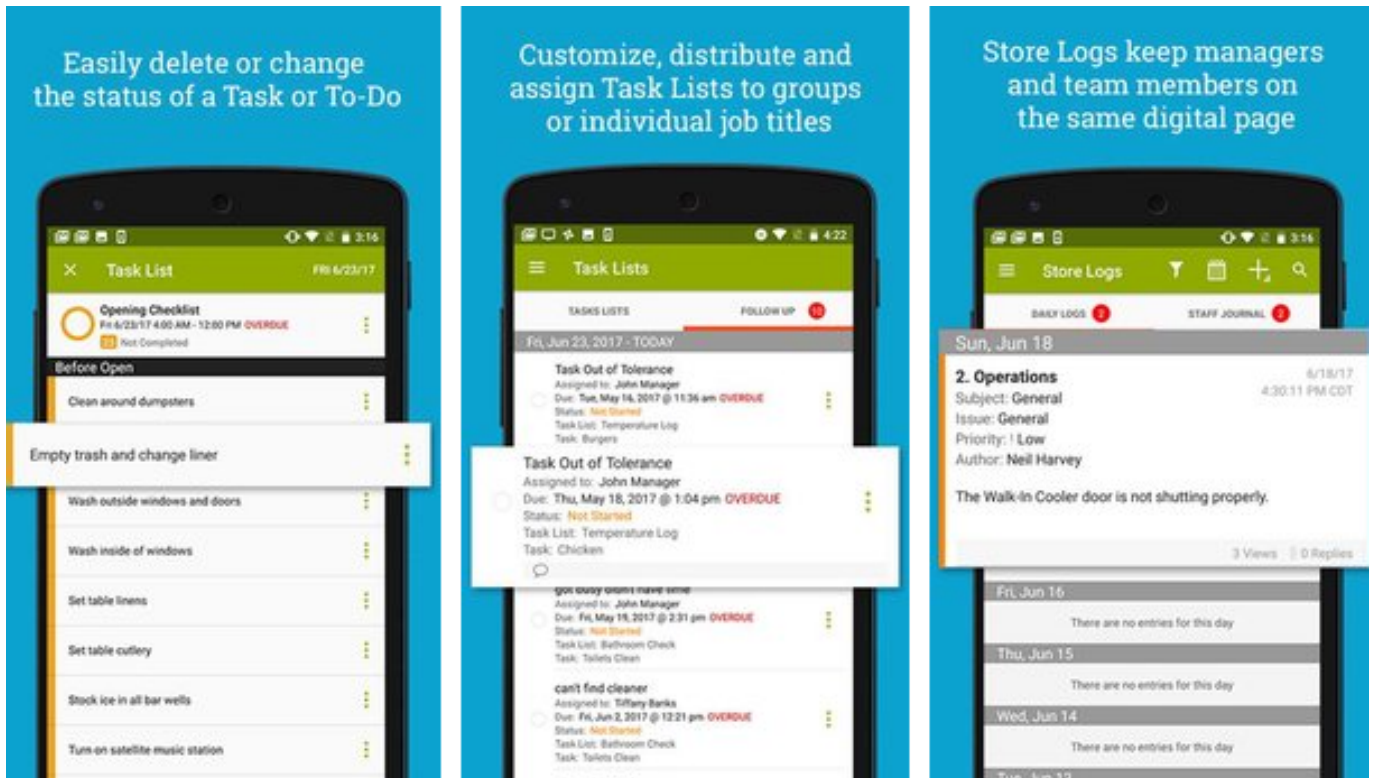 Easily delete or change
the status of a Task or To-Do
3:16
Task List
FRI 6/23/17
Opening Checklist
Fri 6/23/17 4:00 AM - 12:00 PM OVERDUE
Not Completed
Before Open
Clean around dumpsters
Empty trash and change liner
Wash outside windows and doors
Wash inside of windows
Set table linens
Set table cutlery
Stock ice in all bar wells
Turn on satellite music station
Customize, distribute and
assign Task Lists to groups
or individual job titles
4:22
Task Lists
TASKS LISTS
FOLLOW UP 10
Fri, Jun 23, 2017 - TODAY
Task Out of Tolerance
Assigned to: John Manager
Due: Tue, May 16, 2017 @ 11:36 am OVERDUE
Status: Not Started
Task List: Temperature Log
Task: Burgers
Task Out of Tolerance
Assigned to: John Manager
Due: Thu, May 18, 2017 @ 1:04 pm OVERDUE
Status: Not Started
Task List: Temperature Log
Task: Chicken
got busy didn't have time
Assigned to: John Manager
Due: Fri, May 19, 2017 @ 2:31 pm OVERDUE
Status: Not Started
Task List: Bathroom Check
Task: Toilets Clean
can't find cleaner
Assigned to: Tiffany Banks
Due: Fri, Jun 2, 2017 @ 12:21 pm OVERDUE
Status: Not Started
Task List: Bathroom Check
Task: Toilets Clean
Store Logs keep managers
and team members on
the same digital page
3:16
Store Logs
DAILY LOGS 2
STAFF JOURNAL 2
Sun, Jun 18
2. Operations
6/18/17
Subject: General
4:30:11 PM CDT
Issue: General
Priority: ! Low
Author: Neil Harvey
The Walk-In Cooler door is not shutting properly.
3 Views
0 Replies
Fri, Jun 16
There are no entries for this day
Thu, Jun 15
There are no entries for this day
Wed, Jun 14
There are no entries for this day
Tue, Jun 13